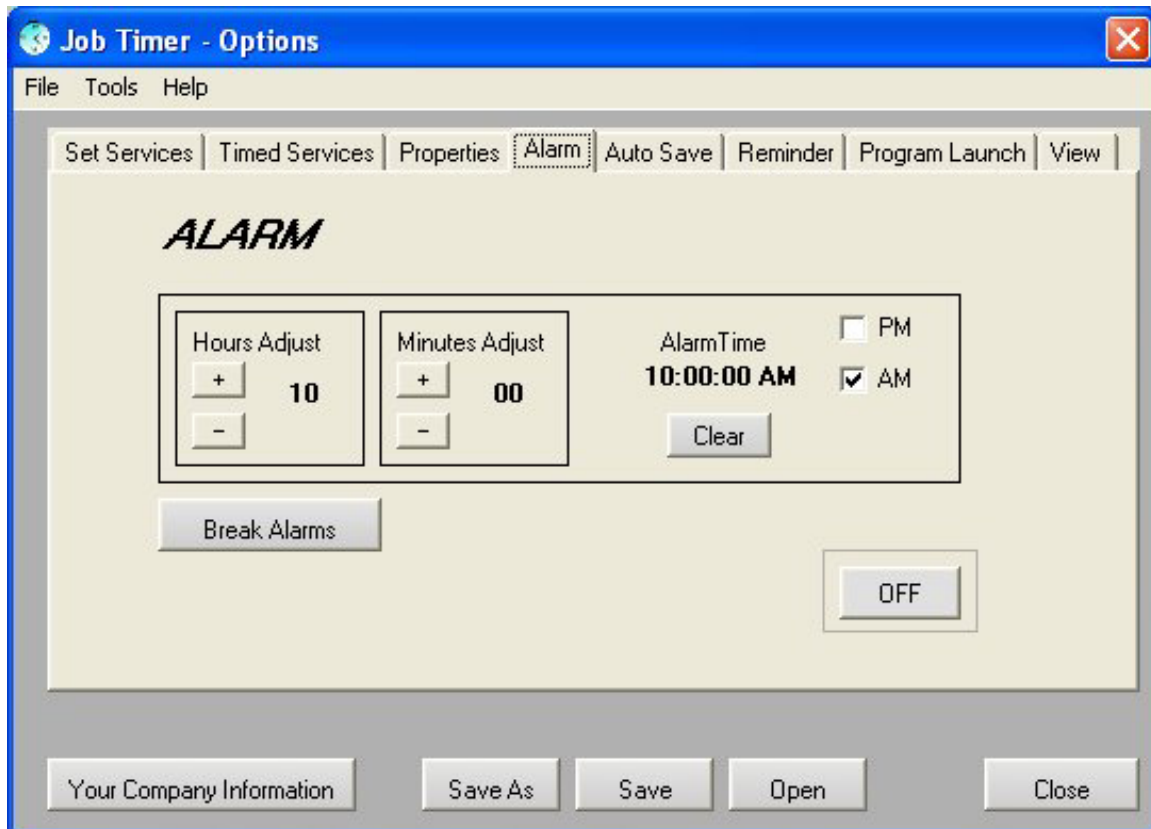 Job Timer - Options
File Tools Help
Set Services Timed Services Properties Alarm Auto Save Reminder Program Launch View
ALARM
Hours Adjust
+
10
-
Minutes Adjust
+
00
-
AlarmTime
10:00:00 AM
Clear
PM
AM
Break Alarms
OFF
Your Company Information Save As Save Open Close